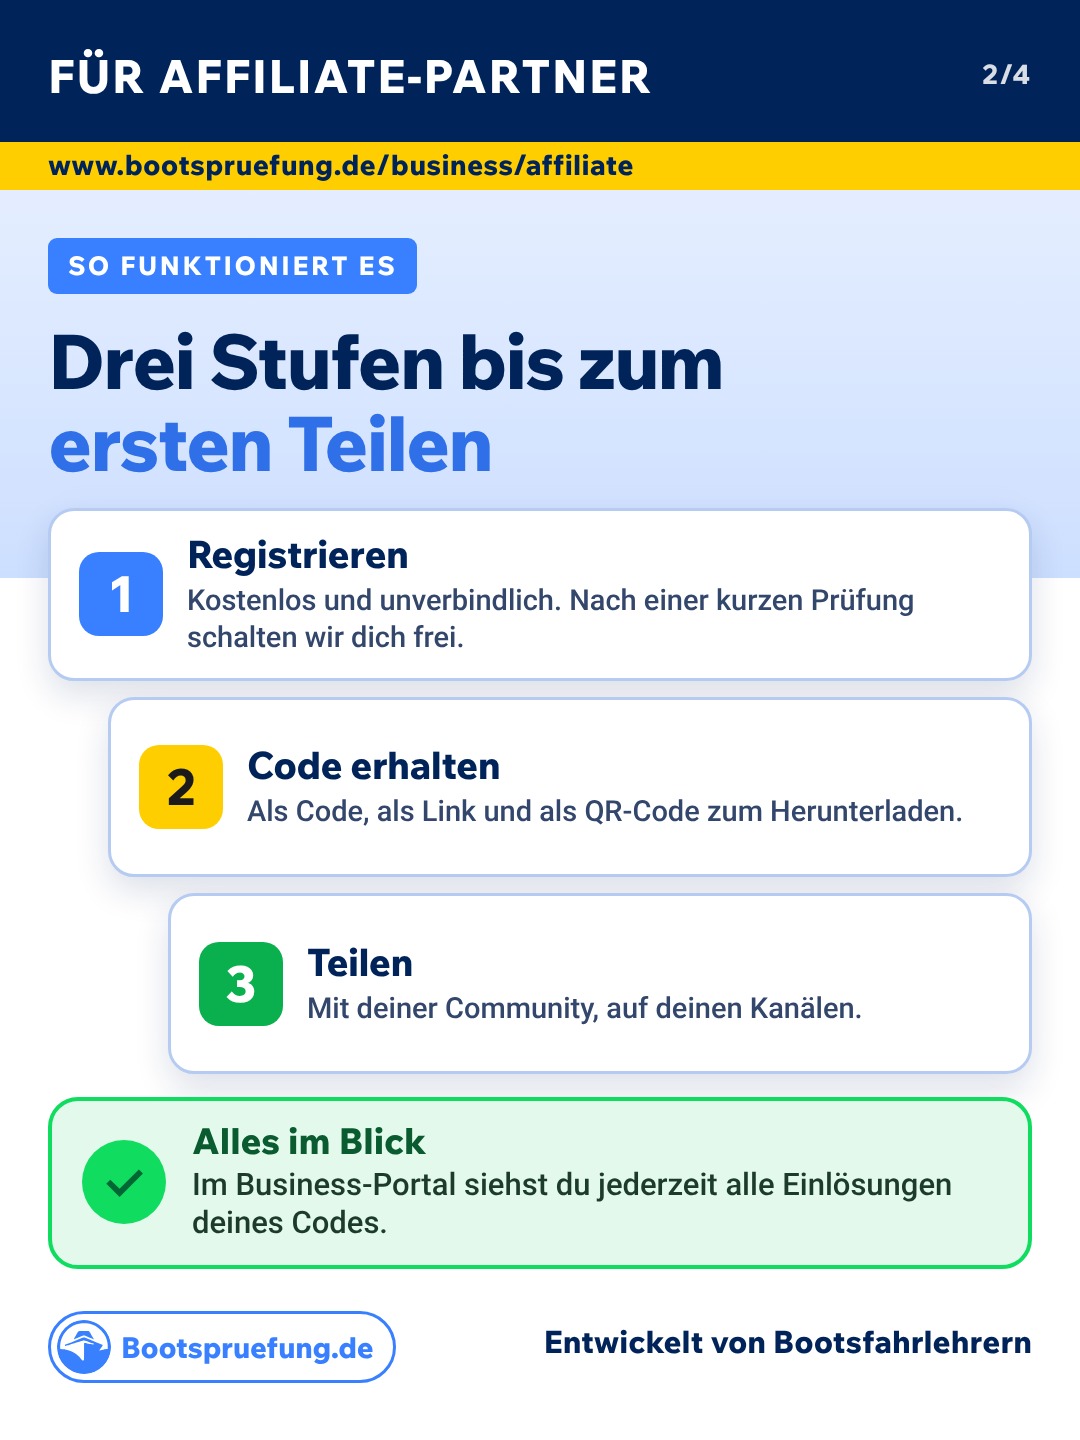 FÜR AFFILIATE-PARTNER
2/4
www.bootspruefung.de/business/affiliate
SO FUNKTIONIERT ES
Drei Stufen bis zum
ersten Teilen
1
Registrieren
Kostenlos und unverbindlich. Nach einer kurzen Prüfung
schalten wir dich frei.
2
Code erhalten
Als Code, als Link und als QR-Code zum Herunterladen.
3
Teilen
Mit deiner Community, auf deinen Kanälen.
Alles im Blick
Im Business-Portal siehst du jederzeit alle Einlösungen
deines Codes.
Bootspruefung.de
Entwickelt von Bootsfahrlehrern